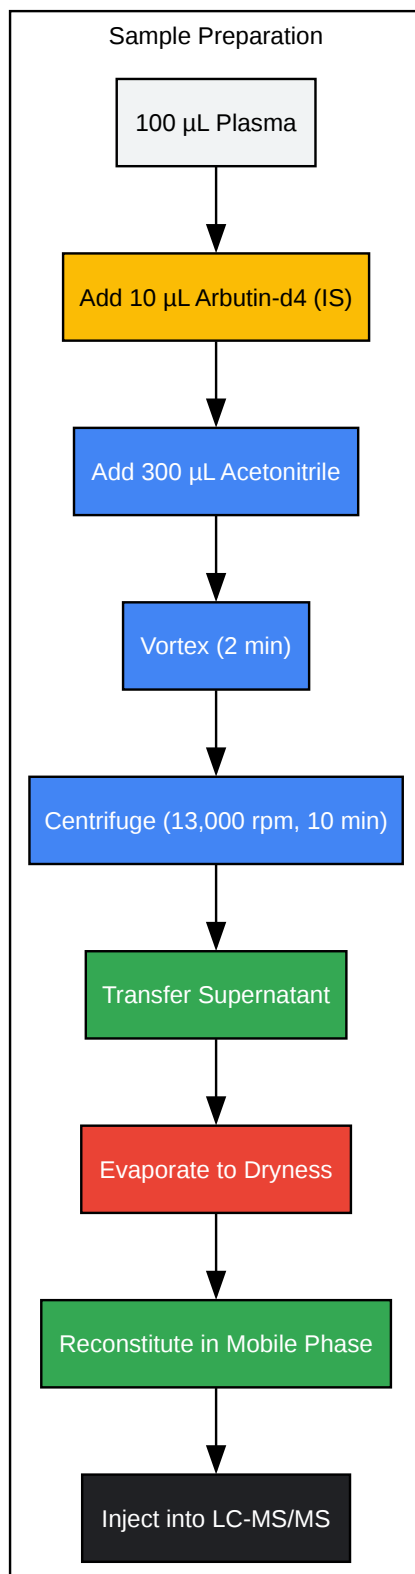 Sample Preparation
100 µL Plasma
Add 10 µL Arbutin-d4 (IS)
Add 300 µL Acetonitrile
Vortex (2 min)
Centrifuge (13,000 rpm, 10 min)
Transfer Supernatant
Evaporate to Dryness
Reconstitute in Mobile Phase
Inject into LC-MS/MS